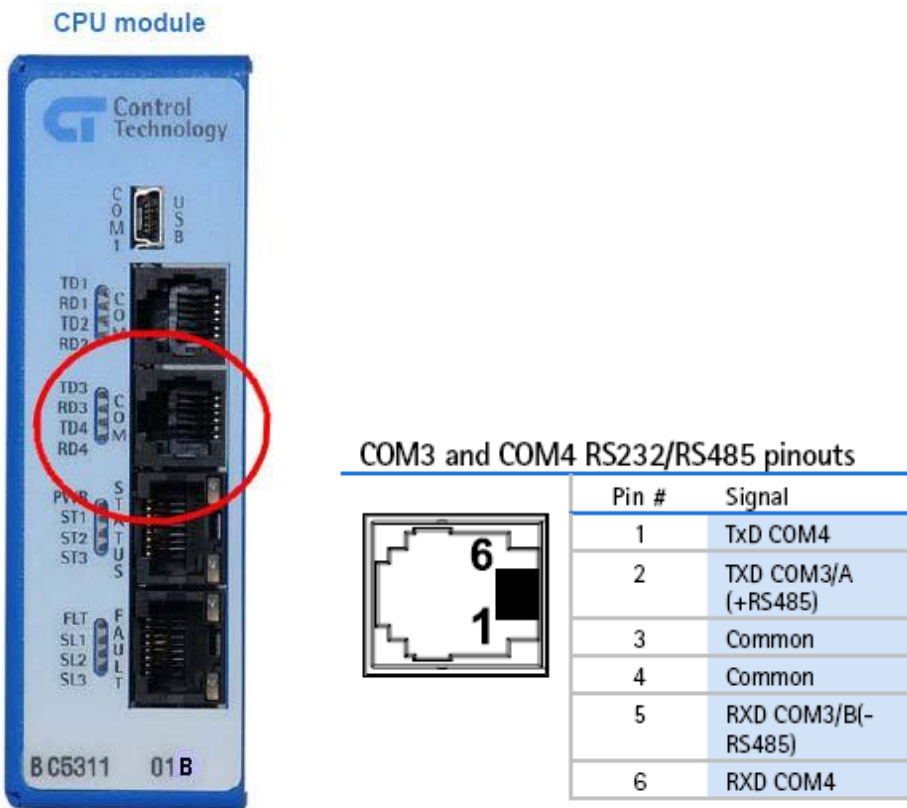 CPU module
Control
Technology
COM1
USB
TD1
RD1
TD2
RD2
COM
TD3
RD3
TD4
RD4
COM
PWR
ST1
ST2
ST3
STATUS
FLT
SL1
SL2
SL3
FAULT
BC5311 01B
COM3 and COM4 RS232/RS485 pinouts
6
1
Pin # Signal
1 TxD COM4
2 TXD COM3/A
(+RS485)
3 Common
4 Common
5 RXD COM3/B(-
RS485)
6 RXD COM4